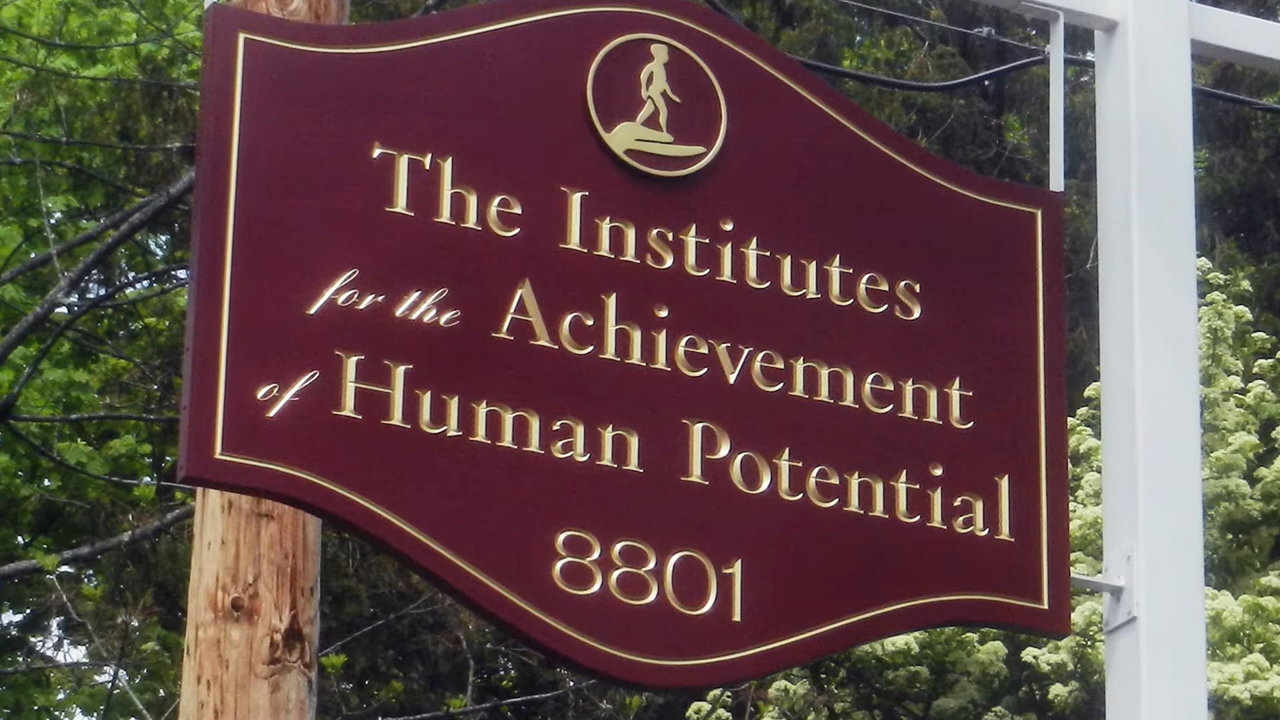 The Institutes
for the Achievement
of Human Potential
8801